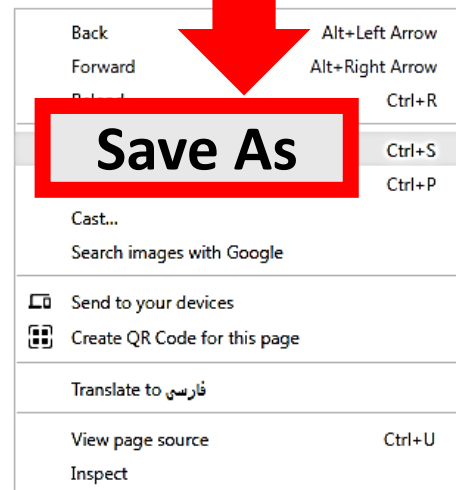 Back Alt+Left Arrow
Forward Alt+Right Arrow
Ctrl+R
Save As Ctrl+S
Ctrl+P
Cast...
Search images with Google
Send to your devices
Create QR Code for this page
Translate to فارسی
View page source Ctrl+U
Inspect